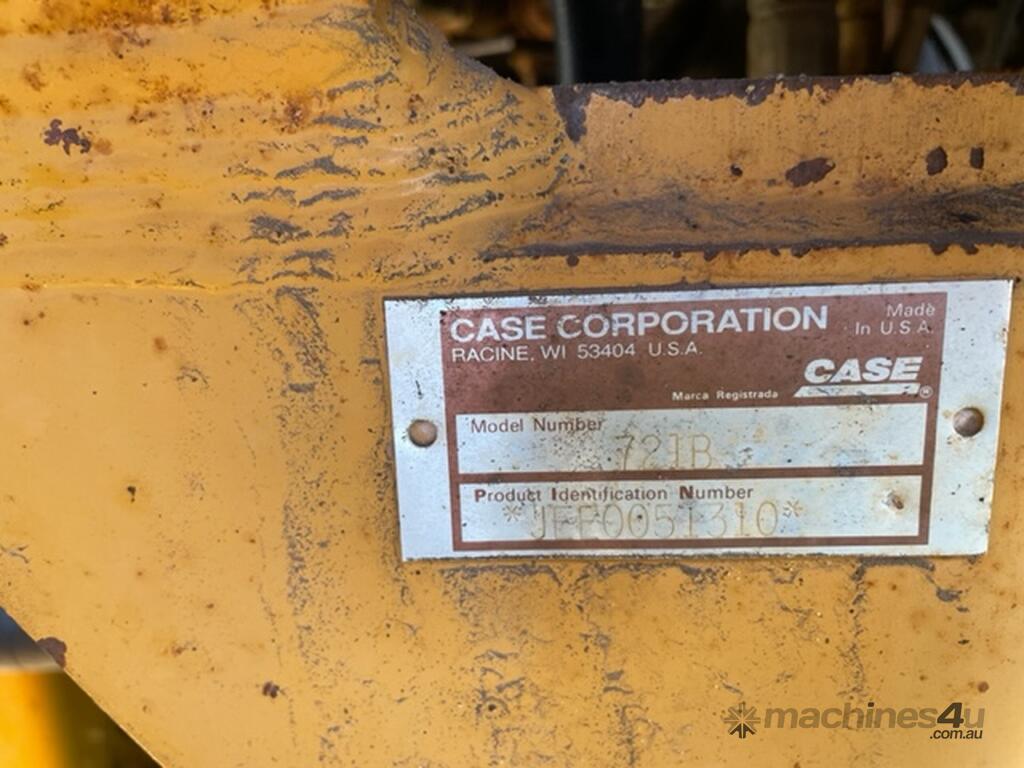 CASE CORPORATION
Made
In U.S.A.
RACINE, WI 53404 U.S.A.
CASE ®
Marca Registrada
Model Number
721B
Product Identification Number
machines4u
.com.au